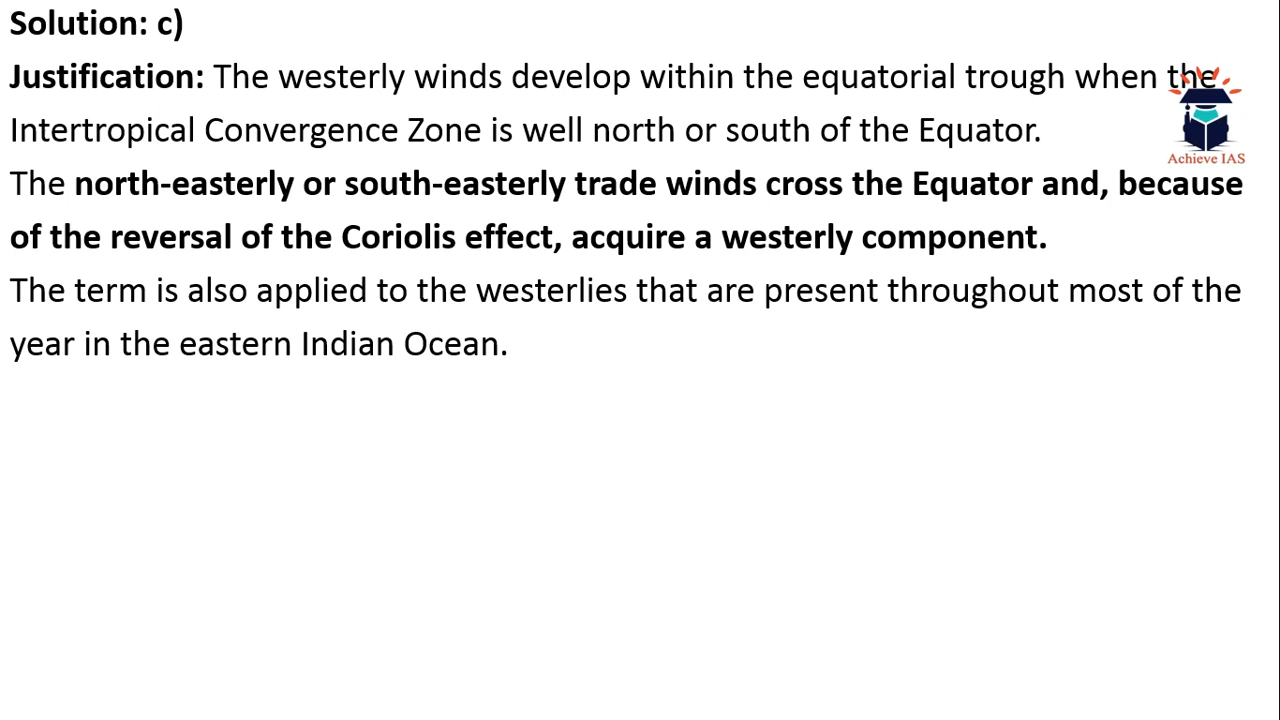 Solution: c)
Justification: The westerly winds develop within the equatorial trough when the
Intertropical Convergence Zone is well north or south of the Equator.
Achieve IAS
The north-easterly or south-easterly trade winds cross the Equator and, because
of the reversal of the Coriolis effect, acquire a westerly component.
The term is also applied to the westerlies that are present throughout most of the
year in the eastern Indian Ocean.